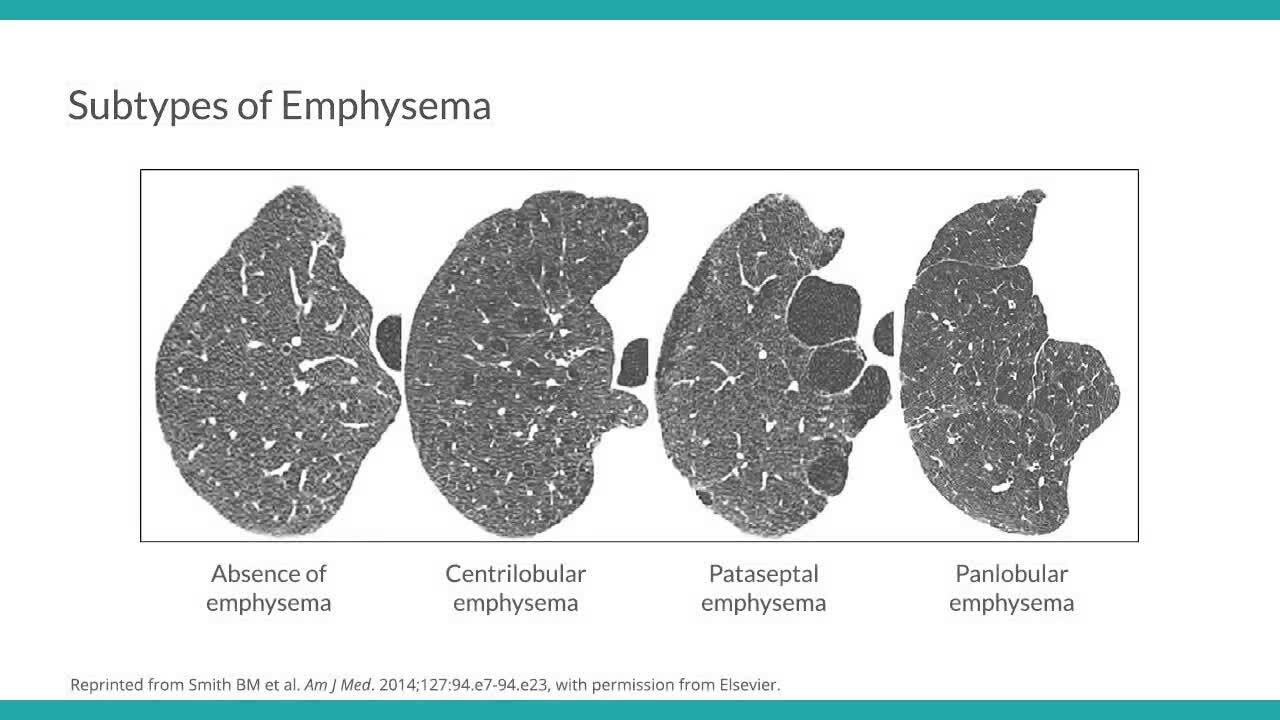 Subtypes of Emphysema
Absence of
emphysema
Centrilobular
emphysema
Pataseptal
emphysema
Panlobular
emphysema
Reprinted from Smith BM et al. Am J Med. 2014;127:94.e7-94.e23, with permission from Elsevier.